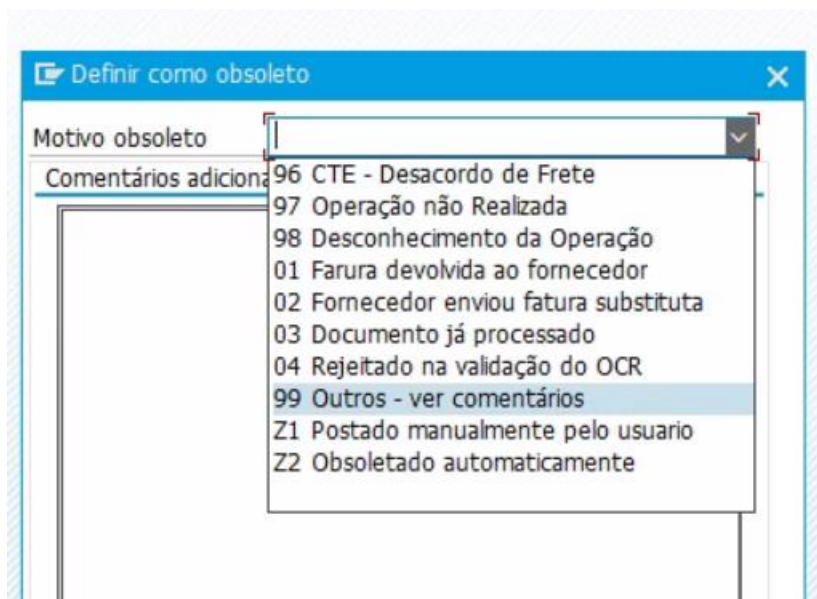 Definir como obsoleto
Motivo obsoleto
Comentários adiciona
96 CTE - Desacordo de Frete
97 Operação não Realizada
98 Desconhecimento da Operação
01 Farura devolvida ao fornecedor
02 Fornecedor enviou fatura substituta
03 Documento já processado
04 Rejeitado na validação do OCR
99 Outros - ver comentários
Z1 Postado manualmente pelo usuario
Z2 Obsoletado automaticamente